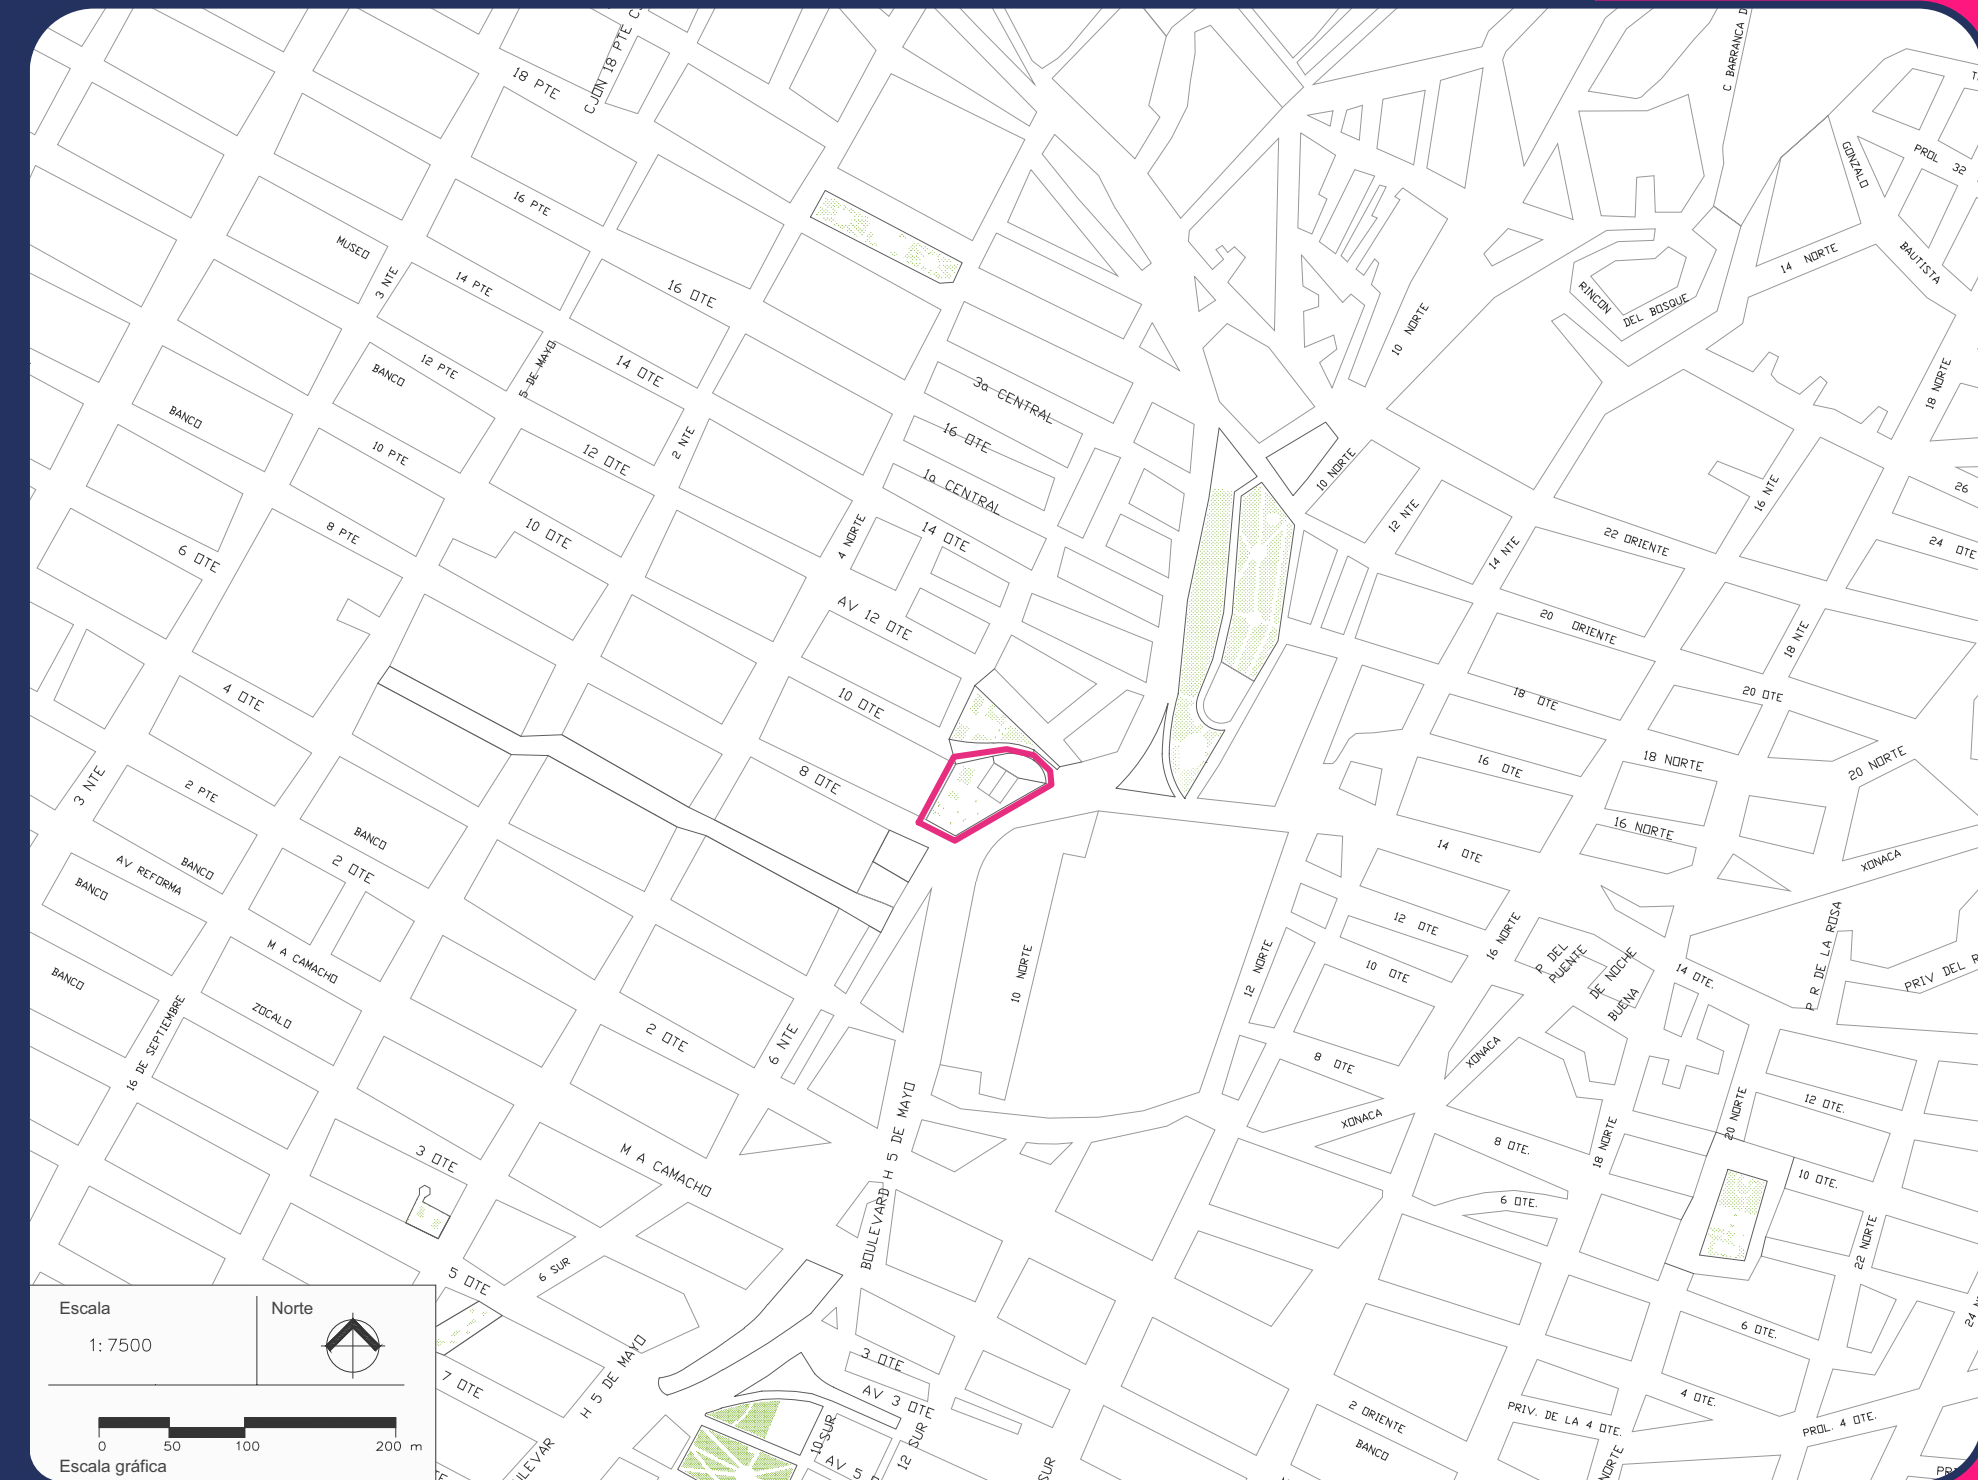 C JON 18 PTE
C BARRANCA D
18 PTE
GONZALO
PROL 32
16 PTE
MUSEO
3 NTE
14 PTE
16 OTE
14 NORTE
BAUTISTA
RINCON
DEL BOSQUE
10 NORTE
12 PTE
BANCO
5 DE MAYO
14 OTE
3a CENTRAL
18 NORTE
BANCO
10 PTE
12 OTE
2 NTE
16 OTE
10 NORTE
1a CENTRAL
16 NTE
26
8 PTE
10 OTE
4 NORTE
14 OTE
12 NTE
14 NTE
22 ORIENTE
24 OTE
6 OTE
AV 12 OTE
20 ORIENTE
18 NTE
4 OTE
10 OTE
18 OTE
20 OTE
3 NTE
2 PTE
8 OTE
16 OTE
18 NORTE
20 NORTE
BANCO
2 OTE
16 NORTE
14 OTE
XONACA
AV REFORMA
BANCO
BANCO
12 OTE
16 NORTE
P R DE LA ROSA
M A CAMACHO
BANCO
10 NORTE
12 NORTE
10 OTE
P. DEL
PUENTE
DE NOCHE
BUENA
14 OTE.
PRIV DEL R
ZOCALO
16 DE SEPTIEMBRE
2 OTE
6 NTE
8 OTE
XONACA
XONACA
20 NORTE
12 OTE.
BOULEVARD H 5 DE MAYO
3 OTE
M A CAMACHO
8 OTE.
18 NORTE
10 OTE.
6 OTE.
22 NORTE
5 OTE
6 SUR
6 OTE.
24 N
Escala
Norte
1: 7500
H 5 DE MAYO
3 OTE
7 OTE
AV 3 OTE
4 OTE.
2 ORIENTE
PRIV. DE LA 4 OTE.
PROL. 4 OTE.
BANCO
10 SUR
12 SUR
AV 5
SUR
NORTE
0 50 100 200 m
Escala gráfica